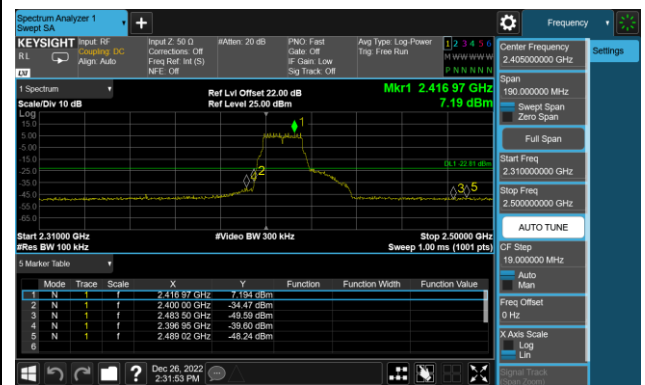 Spectrum Analyzer 1
Swept SA
+
Frequency
KEYSIGHT
RL
LXI
Input: RF
Coupling: DC
Align: Auto
Input Z: 50 Ω
Corrections: Off
Freq Ref: Int (S)
NFE: Off
#Atten: 20 dB
PNO: Fast
Gate: Off
IF Gain: Low
Sig Track: Off
Avg Type: Log-Power
Trig: Free Run
1 2 3 4 5 6
M W W W W W
P N N N N N
Center Frequency
2.405000000 GHz
Settings
Span
190.000000 MHz
Swept Span
Zero Span
Full Span
Start Freq
2.310000000 GHz
Stop Freq
2.500000000 GHz
AUTO TUNE
CF Step
19.000000 MHz
Auto
Man
Freq Offset
0 Hz
X Axis Scale
Log
Lin
Signal Track
(Span Zoom)
1 Spectrum
Scale/Div 10 dB
Log
Ref Lvl Offset 22.00 dB
Ref Level 25.00 dBm
Mkr1 2.416 97 GHz
7.19 dBm
15.0
5.00
-5.00
-15.0
-25.0
-35.0
-45.0
-55.0
-65.0
1
2
3
5
DL1 -22.81 dBm
Start 2.31000 GHz
#Res BW 100 kHz
#Video BW 300 kHz
Stop 2.50000 GHz
Sweep 1.00 ms (1001 pts)
5 Marker Table
Mode Trace Scale X Y Function Function Width Function Value
1 N 1 f 2.416 97 GHz 7.194 dBm
2 N 1 f 2.400 00 GHz -34.47 dBm
3 N 1 f 2.483 50 GHz -49.59 dBm
4 N 1 f 2.396 95 GHz -39.60 dBm
5 N 1 f 2.489 02 GHz -48.24 dBm
6
?
Dec 26, 2022
2:31:53 PM